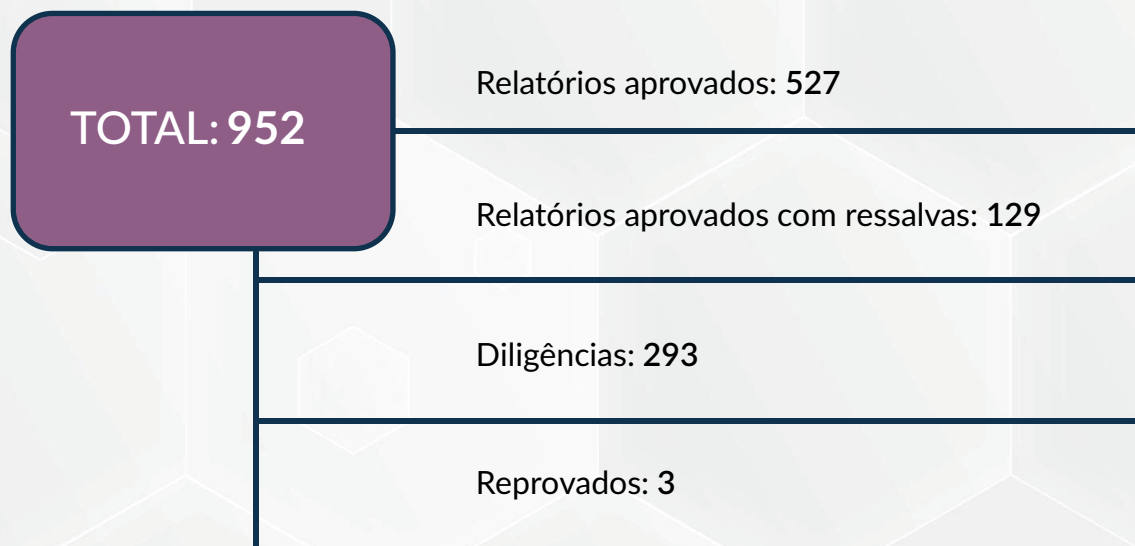 TOTAL: 952
Relatórios aprovados: 527
Relatórios aprovados com ressalvas: 129
Diligências: 293
Reprovados: 3